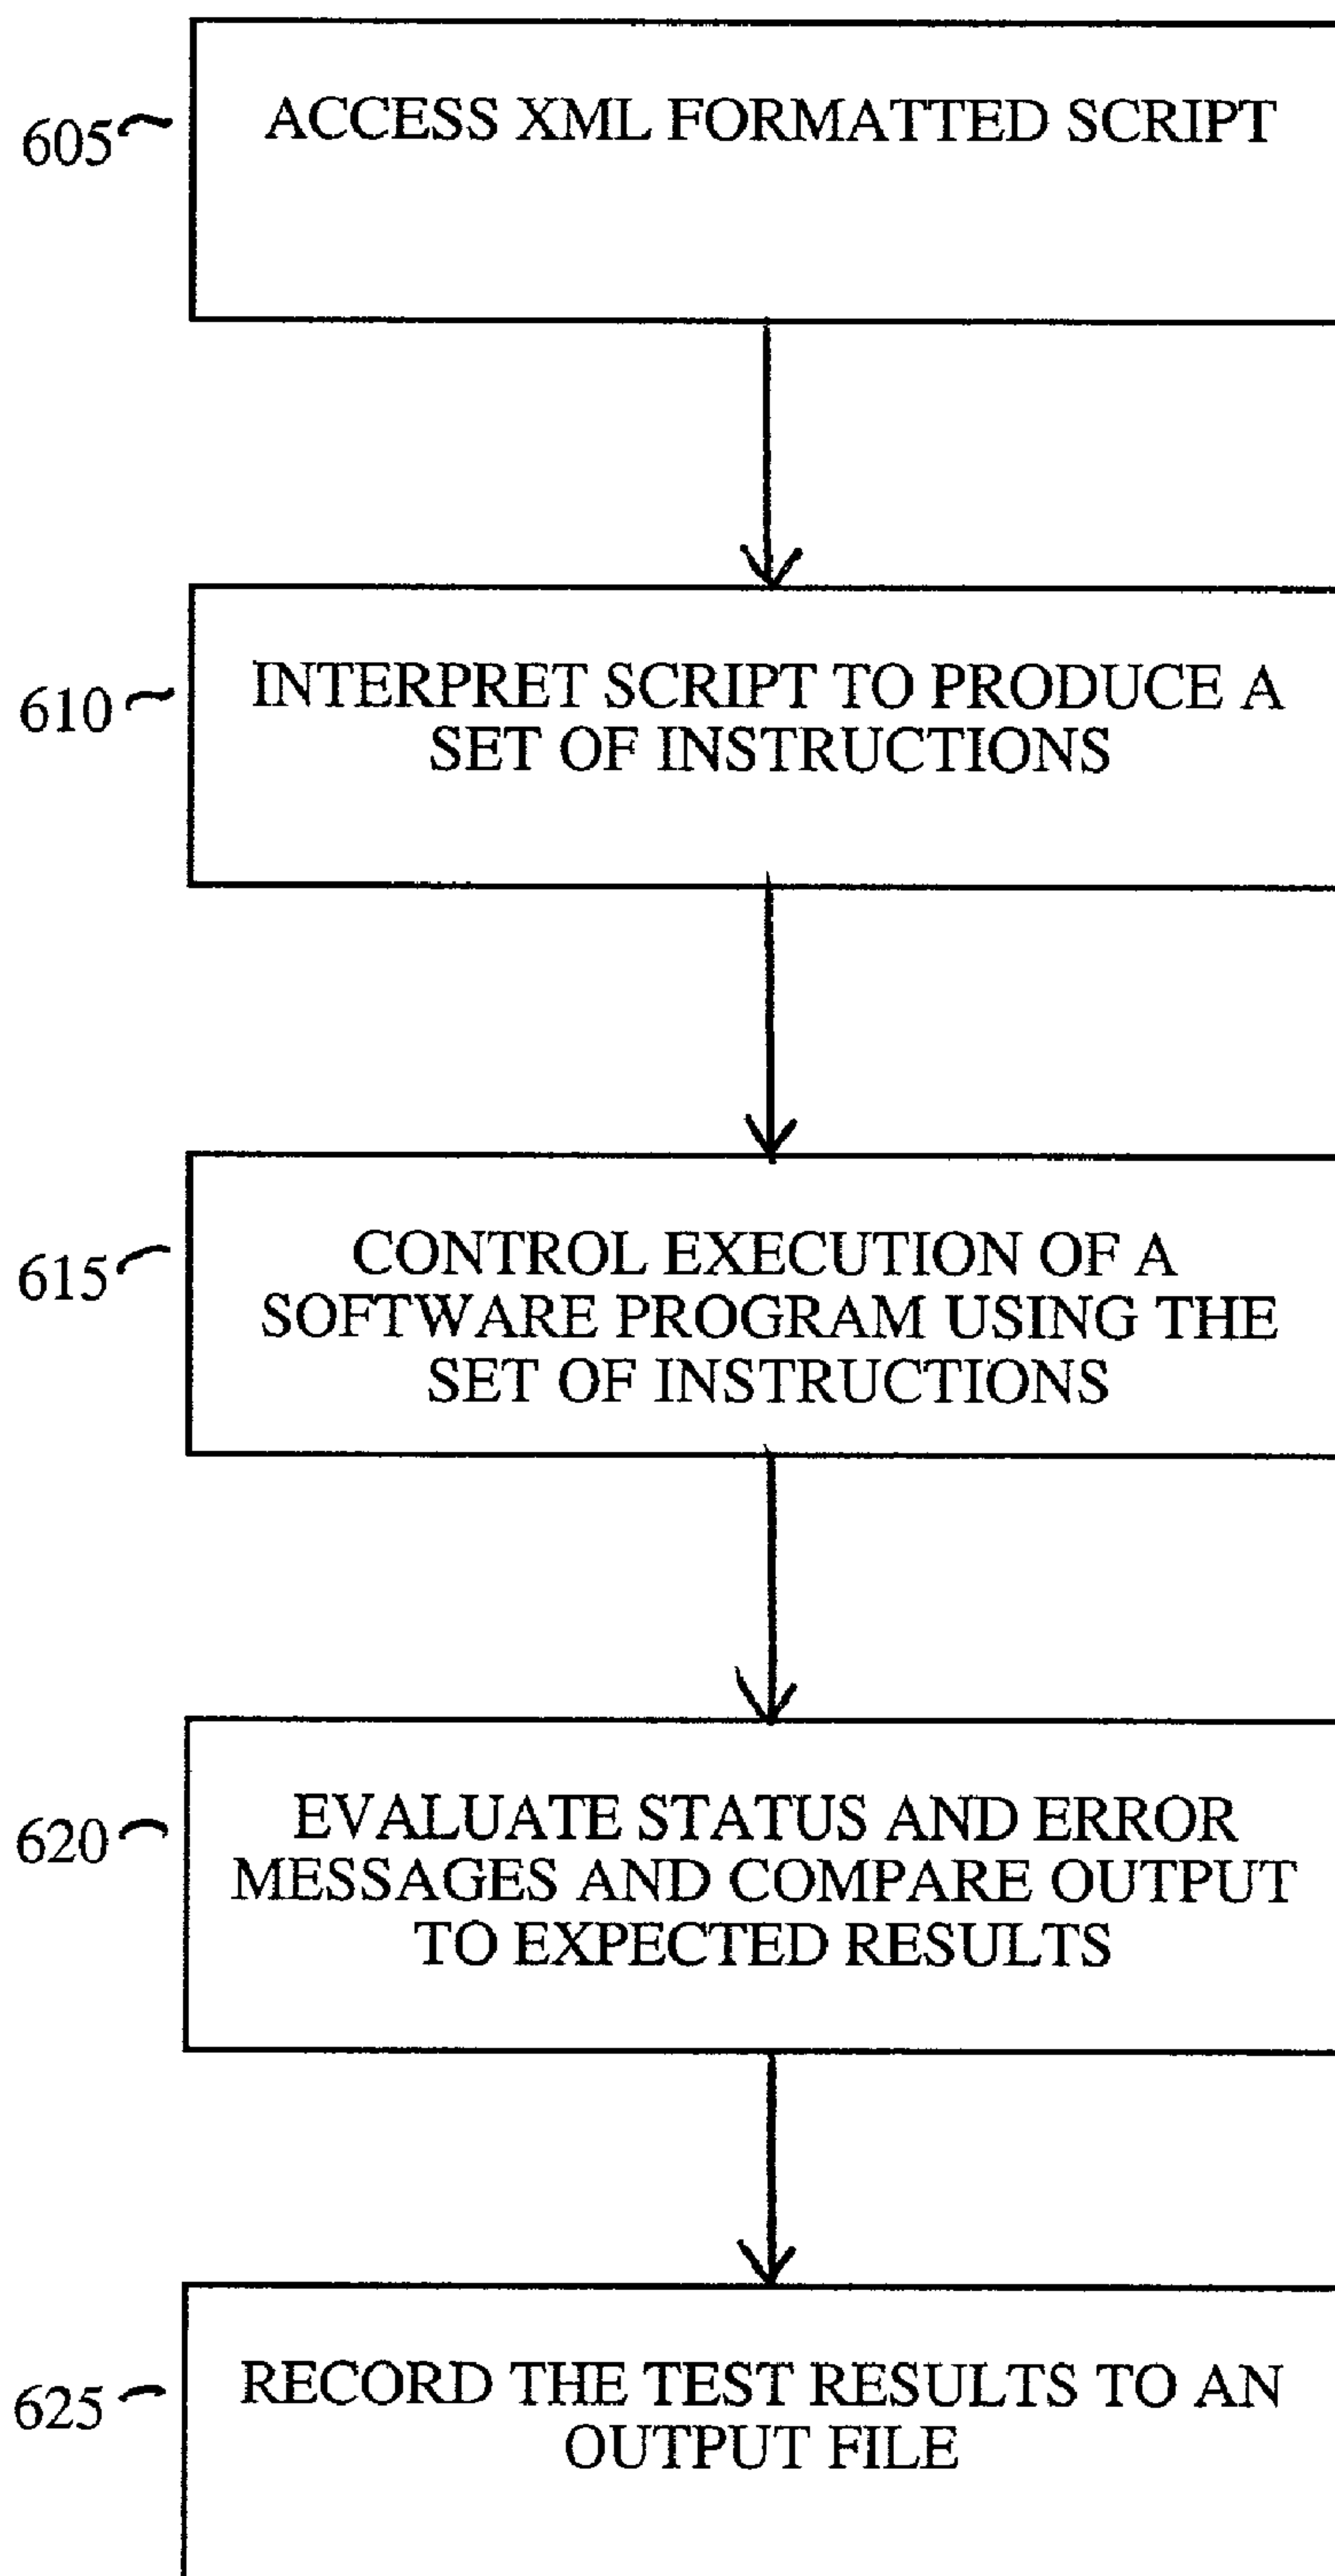 605
ACCESS XML FORMATTED SCRIPT
610
INTERPRET SCRIPT TO PRODUCE A
SET OF INSTRUCTIONS
615
CONTROL EXECUTION OF A
SOFTWARE PROGRAM USING THE
SET OF INSTRUCTIONS
620
EVALUATE STATUS AND ERROR
MESSAGES AND COMPARE OUTPUT
TO EXPECTED RESULTS
625
RECORD THE TEST RESULTS TO AN
OUTPUT FILE